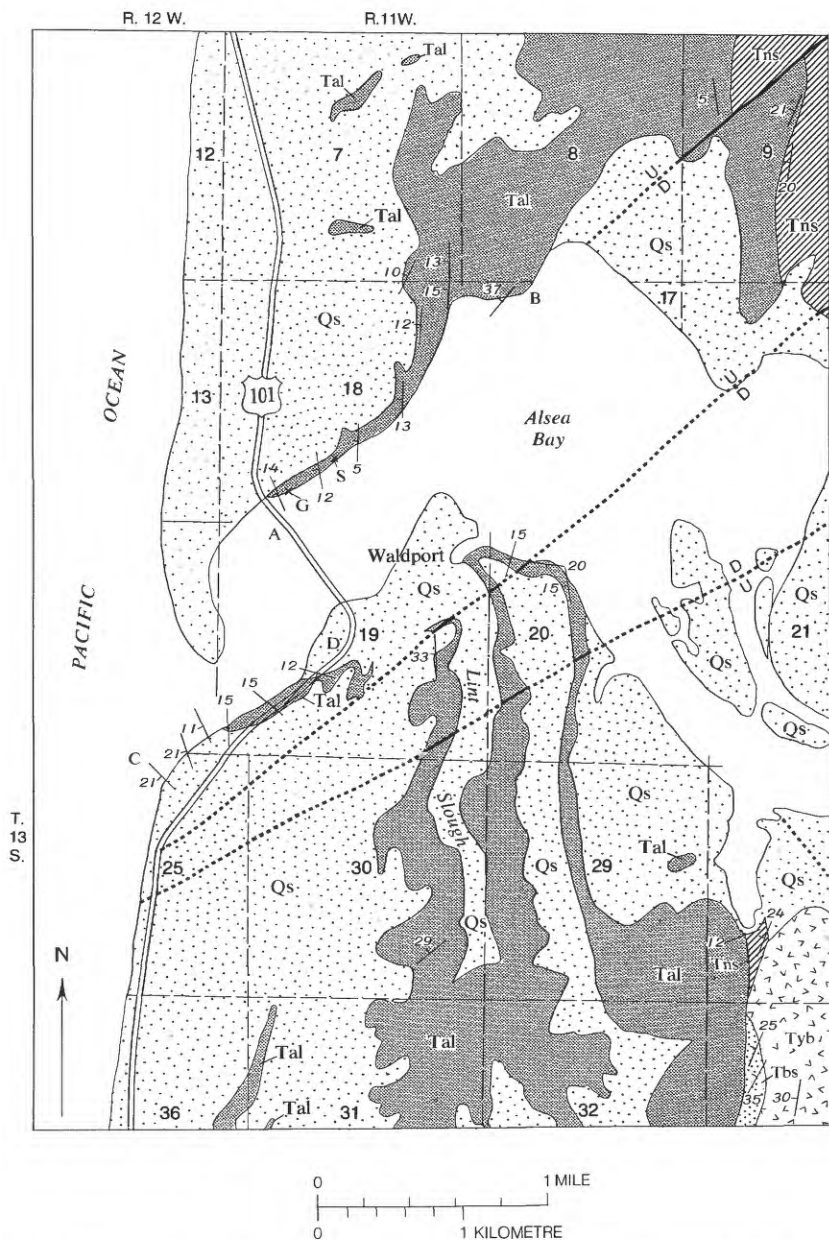 R. 12 W. R.11W.
Tal
Tal
Tns
5
21
12
7
8
9
U
D
20
Tal
Tal
Tns
Qs
13
10
15
37
B
17
12
Qs
OCEAN
13
101
18
13
U
D
Alsea
Bay
14
S
5
12
G
A
Waldport
15
20
15
D
U
Qs
PACIFIC
D
19
20
Qs
21
33
Lint
Qs
12
Tal
15
15
11
Qs
C
21
21
Slough
Qs
T.
13
S.
25
30
29
Tal
Qs
Qs
Qs
Qs
24
12
29
Tns
Tal
N
25
Tyb
Tal
Tal
Tbs
35
30
36
Tal
31
32
0 1 MILE
0 1 KILOMETRE